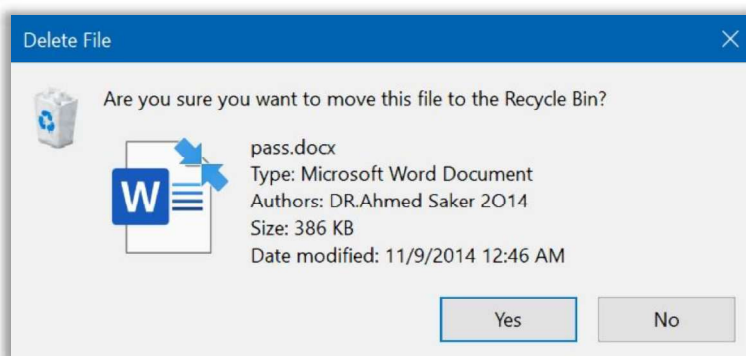 Delete File
Are you sure you want to move this file to the Recycle Bin?
W
pass.docx
Type: Microsoft Word Document
Authors: DR.Ahmed Saker 2O14
Size: 386 KB
Date modified: 11/9/2014 12:46 AM
Yes
No